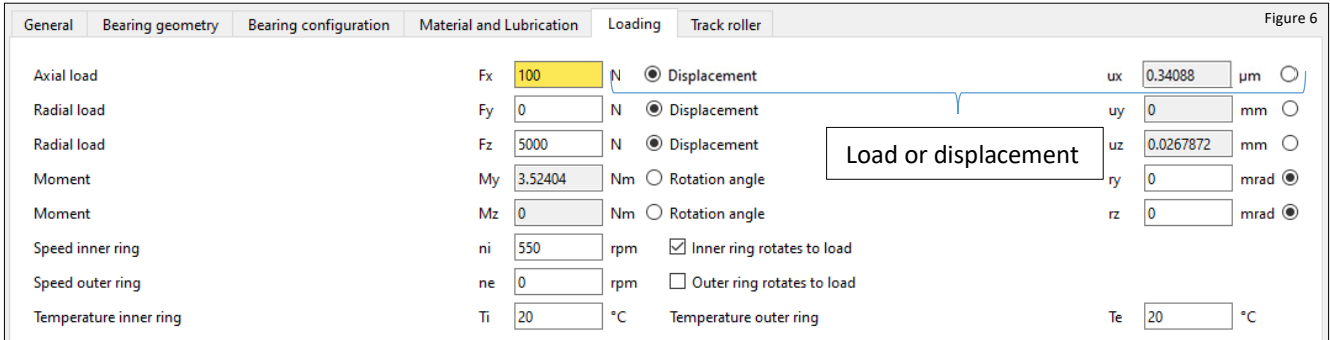 General Bearing geometry Bearing configuration Material and Lubrication Loading Track roller Figure 6
Axial load Fx 100 N Displacement ux 0.34088 µm
Radial load Fy 0 N Displacement uy 0 mm
Radial load Fz 5000 N Displacement uz 0.0267872 mm
Load or displacement
Moment My 3.52404 Nm Rotation angle ry 0 mrad
Moment Mz 0 Nm Rotation angle rz 0 mrad
Speed inner ring ni 550 rpm Inner ring rotates to load
Speed outer ring ne 0 rpm Outer ring rotates to load
Temperature inner ring Ti 20 °C Temperature outer ring Te 20 °C